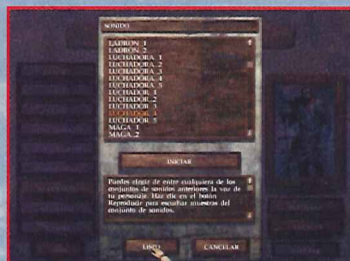 SONIDO
LADRON_1
LADRON_2
LUCHADORA_1
LUCHADORA_2
LUCHADORA_3
LUCHADORA_4
LUCHADORA_5
LUCHADOR_1
LUCHADOR_2
LUCHADOR_3
LUCHADOR_4
LUCHADOR_5
MAGA_1
MAGA_2
INICIAR
Puedes elegir de entre cualquiera de los
conjuntos de sonidos anteriores la voz de
tu personaje. Haz clic en el botón
Reproducir para escuchar muestras del
conjunto de sonidos.
LISTO
CANCELAR